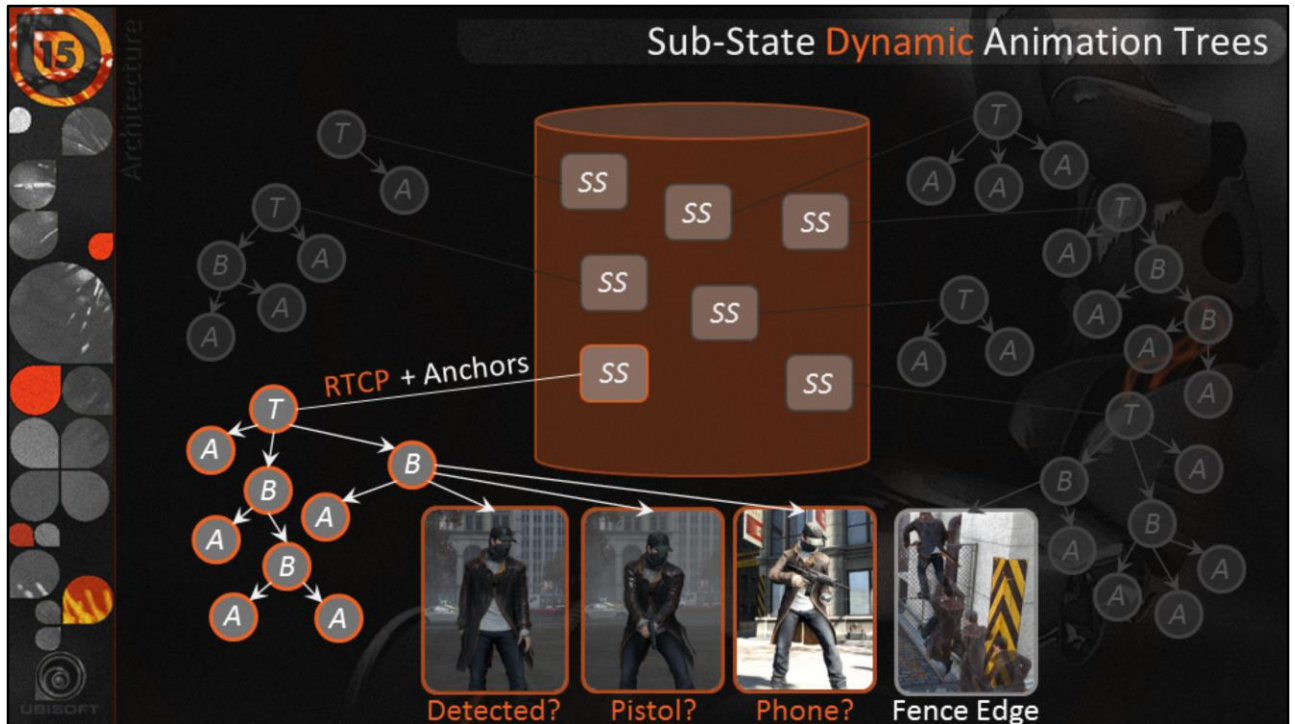 15
Sub-State Dynamic Animation Trees
Architecture
T
A
T
B
A
A
A
SS
SS
SS
SS
SS
SS
SS
T
A
A
A
T
A
B
A
B
A
A
T
A
A
RTCP + Anchors
T
A
B
B
A
A
B
A
A
T
B
A
B
A
A
A
A
Detected?
Pistol?
Phone?
Fence Edge
UBISOFT